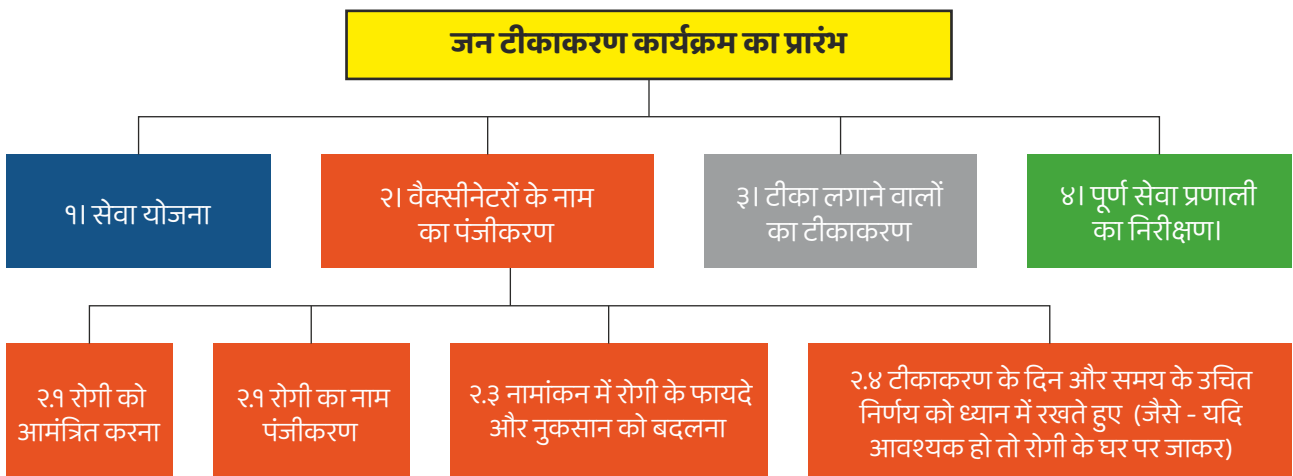 जन टीकाकरण कार्यक्रम का प्रारंभ
१। सेवा योजना
२। वैक्सीनेटरों के नाम
का पंजीकरण
३। टीका लगाने वालों
का टीकाकरण
४। पूर्ण सेवा प्रणाली
का निरीक्षण।
२.१ रोगी को
आमंत्रित करना
२.१ रोगी का नाम
पंजीकरण
२.३ नामांकन में रोगी के फायदे
और नुकसान को बदलना
२.४ टीकाकरण के दिन और समय के उचित
निर्णय को ध्यान में रखते हुए (जैसे - यदि
आवश्यक हो तो रोगी के घर पर जाकर)